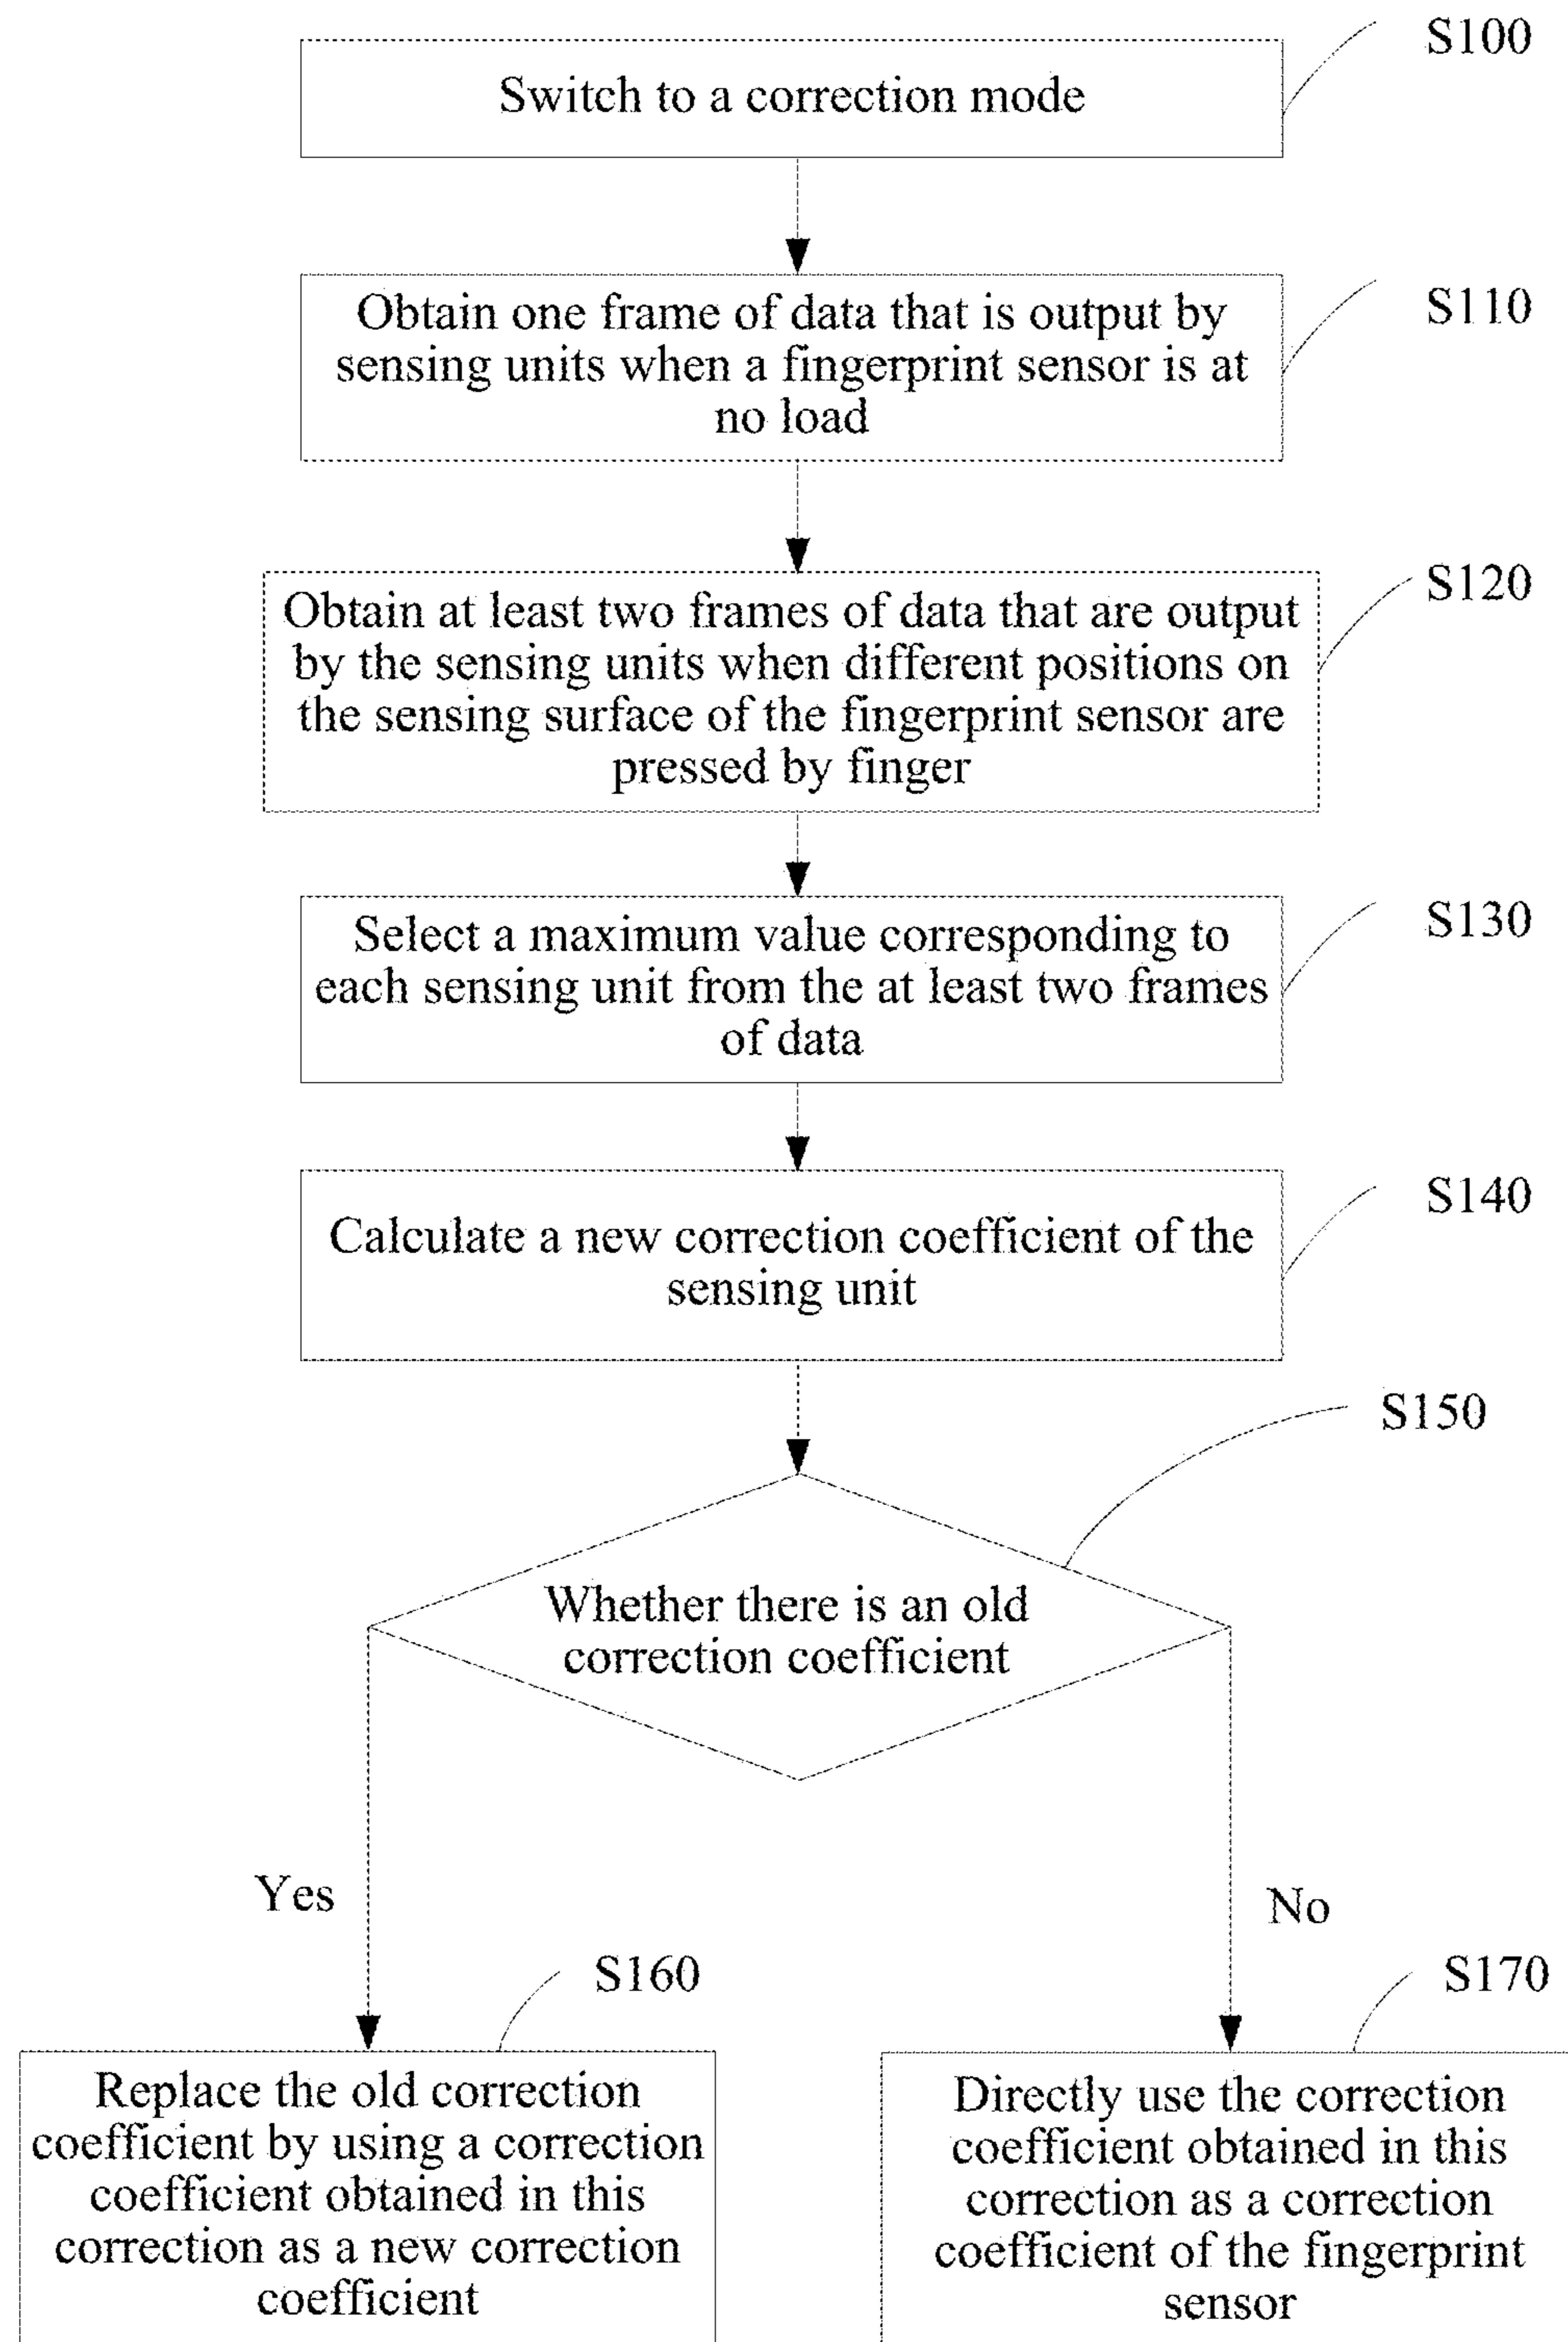 S100
Switch to a correction mode
S110
Obtain one frame of data that is output by
sensing units when a fingerprint sensor is at
no load
S120
Obtain at least two frames of data that are output
by the sensing units when different positions on
the sensing surface of the fingerprint sensor are
pressed by finger
S130
Select a maximum value corresponding to
each sensing unit from the at least two frames
of data
S140
Calculate a new correction coefficient of the
sensing unit
S150
Whether there is an old
correction coefficient
Yes
No
S160
S170
Replace the old correction
coefficient by using a correction
coefficient obtained in this
correction as a new correction
coefficient
Directly use the correction
coefficient obtained in this
correction as a correction
coefficient of the fingerprint
sensor